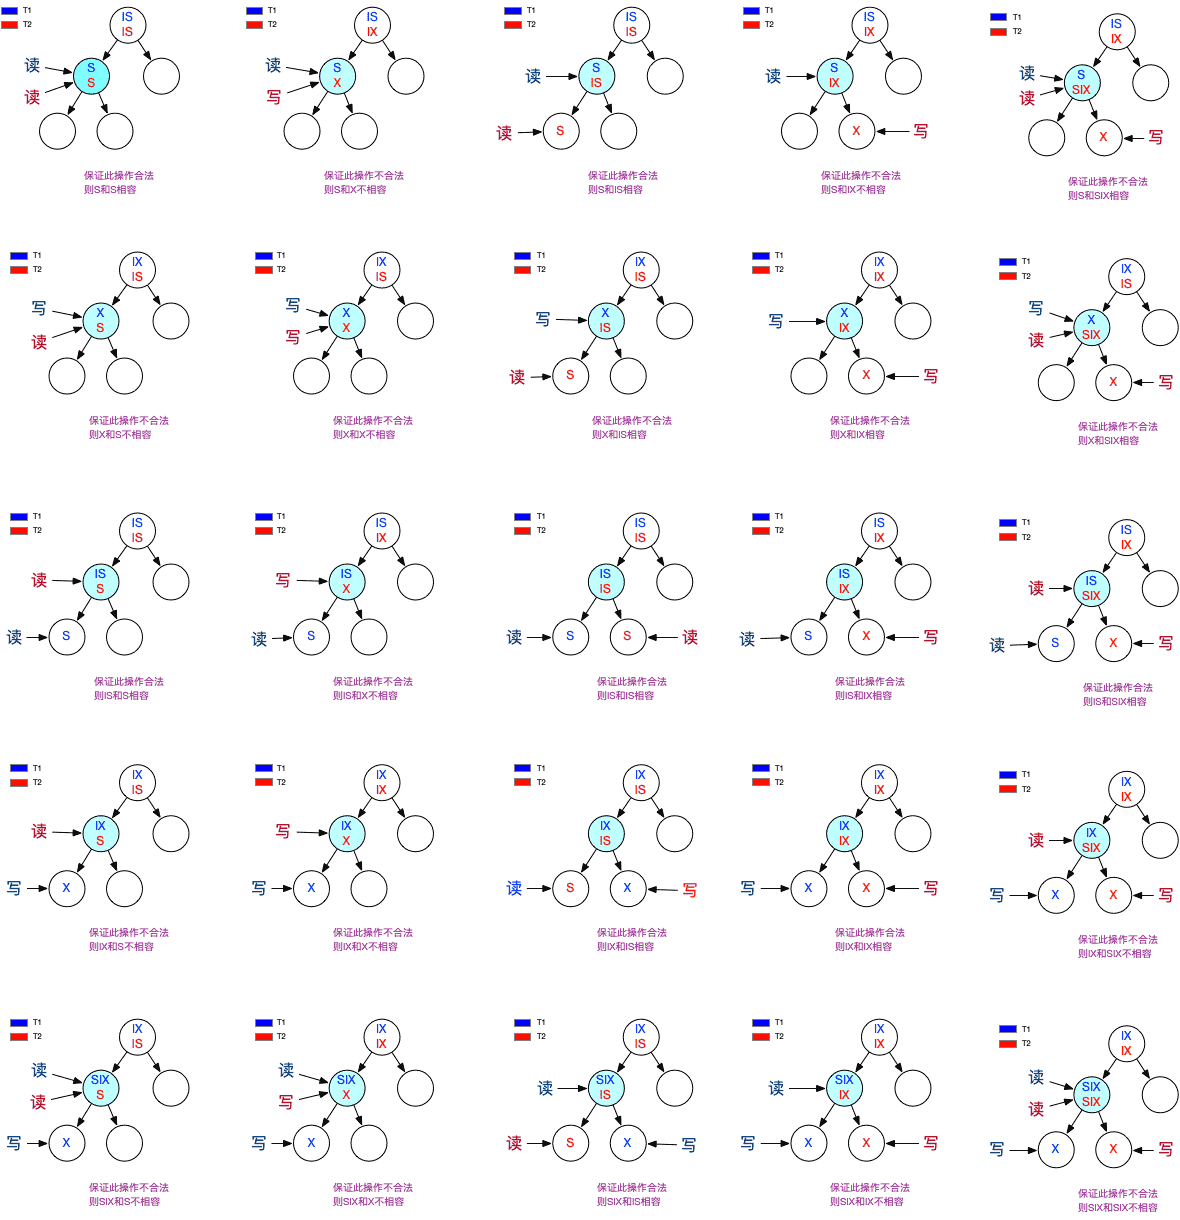 T1
T2
IS
IS
读
S
S
读
保证此操作合法
则S和S相容
T1
T2
IS
IX
读
S
X
写
保证此操作不合法
则S和X不相容
T1
T2
IS
IS
读
S
IS
读
S
保证此操作合法
则S和IS相容
T1
T2
IS
IX
读
S
IX
X
写
保证此操作不合法
则S和IX不相容
T1
T2
IS
IX
读
S
SIX
读
X
写
保证此操作不合法
则S和SIX相容
T1
T2
IX
IS
写
X
S
读
保证此操作不合法
则X和S不相容
T1
T2
IX
IS
写
X
X
写
保证此操作不合法
则X和X不相容
T1
T2
IX
IS
写
X
IS
读
S
保证此操作不合法
则X和IS不相容
T1
T2
IX
IX
写
X
IX
X
写
保证此操作不合法
则X和IX不相容
T1
T2
IX
IS
写
X
SIX
读
X
写
保证此操作不合法
则X和SIX相容
T1
T2
IS
IS
读
IS
S
读
S
保证此操作合法
则IS和S相容
T1
T2
IS
IX
写
IS
X
读
S
保证此操作不合法
则IS和X不相容
T1
T2
IS
IS
IS
IS
读
S
S
读
保证此操作合法
则IS和IS相容
T1
T2
IS
IX
IS
IX
读
S
X
写
保证此操作合法
则IS和IX相容
T1
T2
IS
IX
读
IS
SIX
读
S
X
写
保证此操作合法
则IS和SIX相容
T1
T2
IX
IS
读
IX
S
写
X
保证此操作不合法
则IX和S不相容
T1
T2
IX
IX
写
IX
X
写
X
保证此操作不合法
则IX和X不相容
T1
T2
IX
IS
IX
IS
读
S
X
写
保证此操作合法
则IX和IS相容
T1
T2
IX
IX
IX
IX
写
X
X
写
保证此操作合法
则IX和IX相容
T1
T2
IX
IX
读
IX
SIX
写
X
X
写
保证此操作不合法
则IX和SIX不相容
T1
T2
IX
IS
读
SIX
S
读
写
X
保证此操作不合法
则SIX和S不相容
T1
T2
IX
IX
读
SIX
X
写
写
X
保证此操作不合法
则SIX和X不相容
T1
T2
IX
IS
读
SIX
IS
读
S
X
写
保证此操作合法
则SIX和IS相容
T1
T2
IX
IX
读
SIX
IX
写
X
X
写
保证此操作不合法
则SIX和IX不相容
T1
T2
IX
IX
读
SIX
SIX
读
写
X
X
写
保证此操作不合法
则SIX和SIX不相容